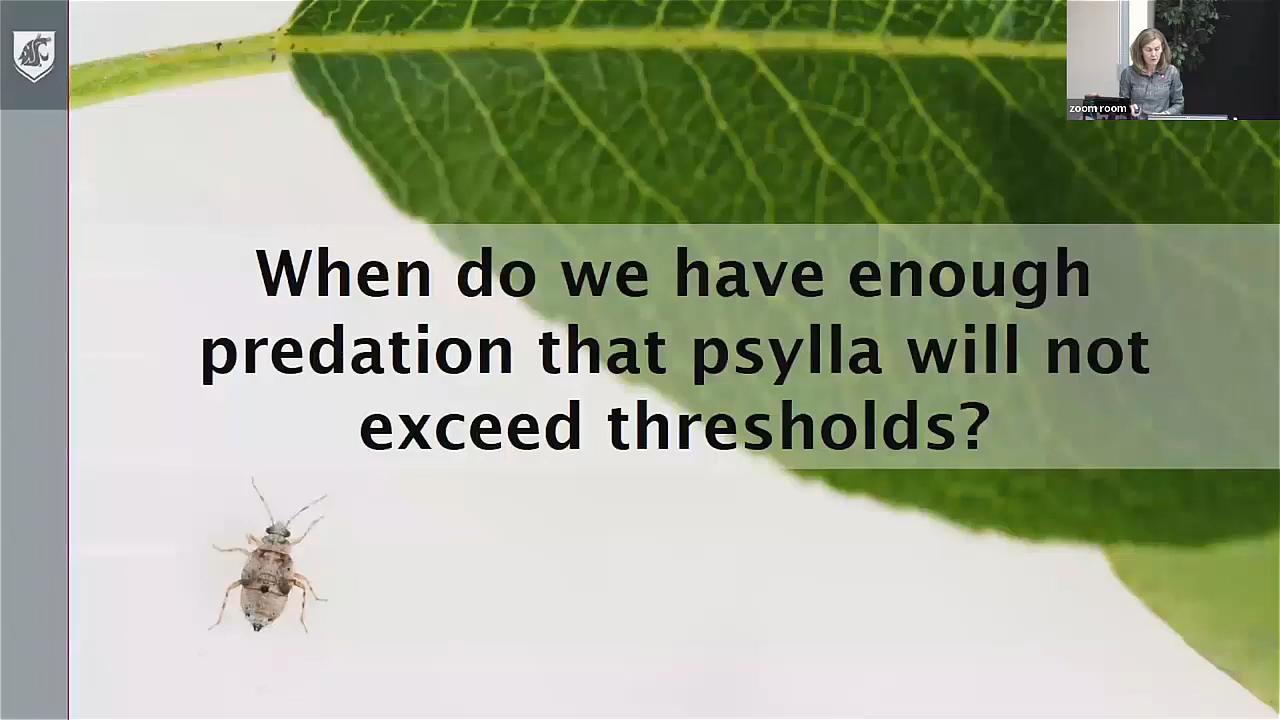 zoom room
When do we have enough
predation that psylla will not
exceed thresholds?